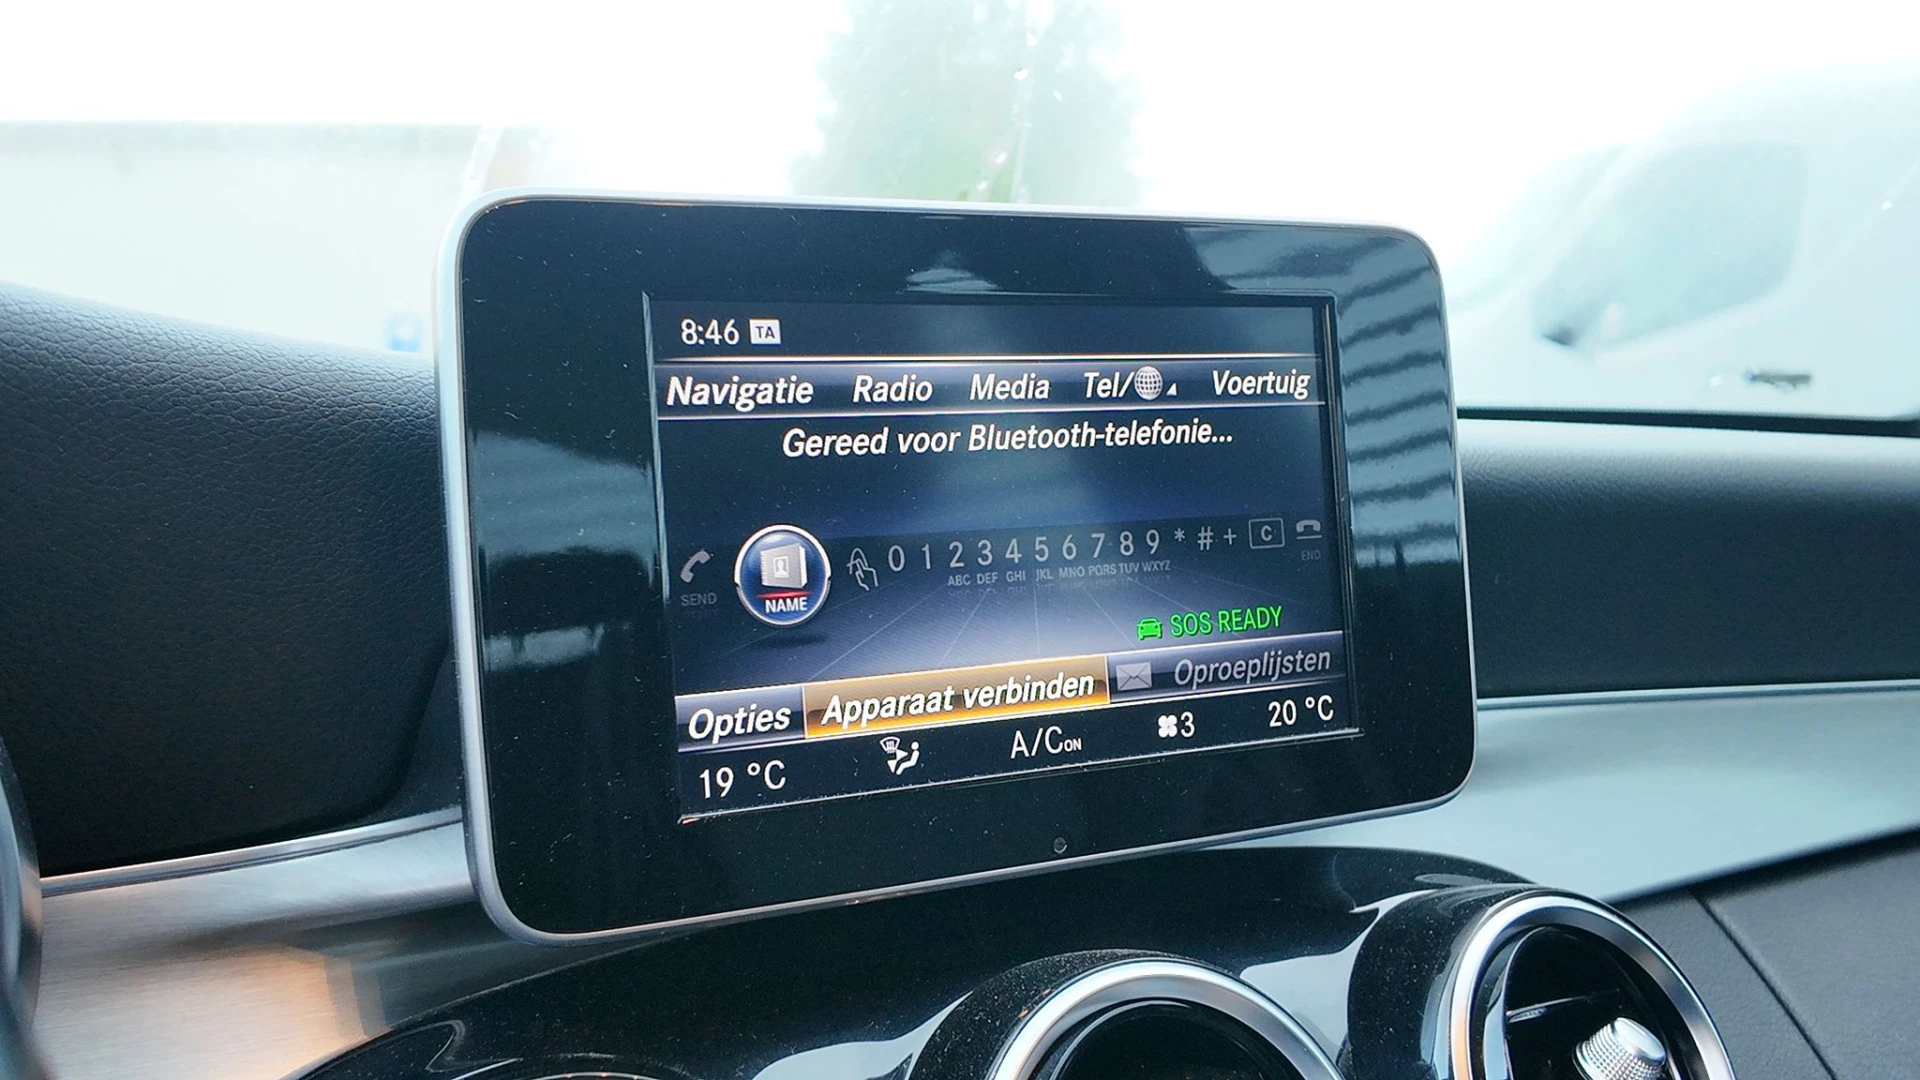 8:46 TA
Navigatie Radio Media Tel/ Voertuig
Gereed voor Bluetooth-telefonie...
SEND NAME 0 1 2 3 4 5 6 7 8 9 * # + C END
ABC DEF GHI JKL MNO PQRS TUV WXYZ
SOS READY
Opties Apparaat verbinden Oproeplijsten
19 °C A/C ON 3 20 °C